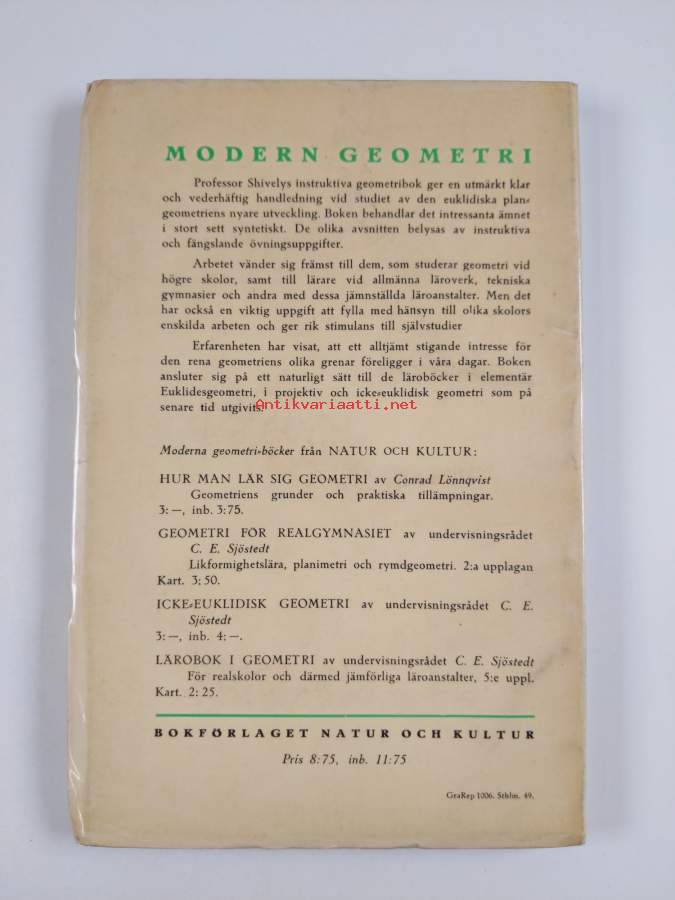 MODERN GEOMETRI
Professor Shivelys instruktiva geometribok ger en utmärkt klar
och vederhäftig handledning vid studiet av den euklidiska plan-
geometriens nyare utveckling. Boken behandlar det intressanta ämnet
i stort sett syntetiskt. De olika avsnitten belysas av instruktiva
och fängslande övningsuppgifter.
Arbetet vänder sig främst till dem, som studerar geometri vid
högre skolor, samt till lärare vid allmänna läroverk, tekniska
gymnasier och andra med dessa jämnställda läroanstalter. Men det
har också en viktig uppgift att fylla med hänsyn till olika skolors
enskilda arbeten och ger rik stimulans till självstudier
Erfarenheten har visat, att ett alltjämt stigande intresse för
den rena geometriens olika grenar föreligger i våra dagar. Boken
ansluter sig på ett naturligt sätt till de läroböcker i elementär
Euklidesgeometri, i projektiv och icke-euklidisk geometri som på
senare tid utgivits.
Antikvariaatti.net
Moderna geometri-böcker från NATUR OCH KULTUR:
HUR MAN LÄR SIG GEOMETRI av Conrad Lönnqvist
Geometriens grunder och praktiska tillämpningar.
3:—, inb. 3:75.
GEOMETRI FÖR REALGYMNASIET av undervisningsrådet
C. E. Sjöstedt
Likformighetslära, planimetri och rymdgeometri. 2:a upplagan
Kart. 3:50.
ICKE-EUKLIDISK GEOMETRI av undervisningsrådet C. E.
Sjöstedt
3:—, inb. 4:—.
LÄROBOK I GEOMETRI av undervisningsrådet C. E. Sjöstedt
För realskolor och därmed jämförliga läroanstalter, 5:e uppl.
Kart. 2:25.
BOKFÖRLAGET NATUR OCH KULTUR
Pris 8:75, inb. 11:75
GraRep 1006. Sthlm. 49.